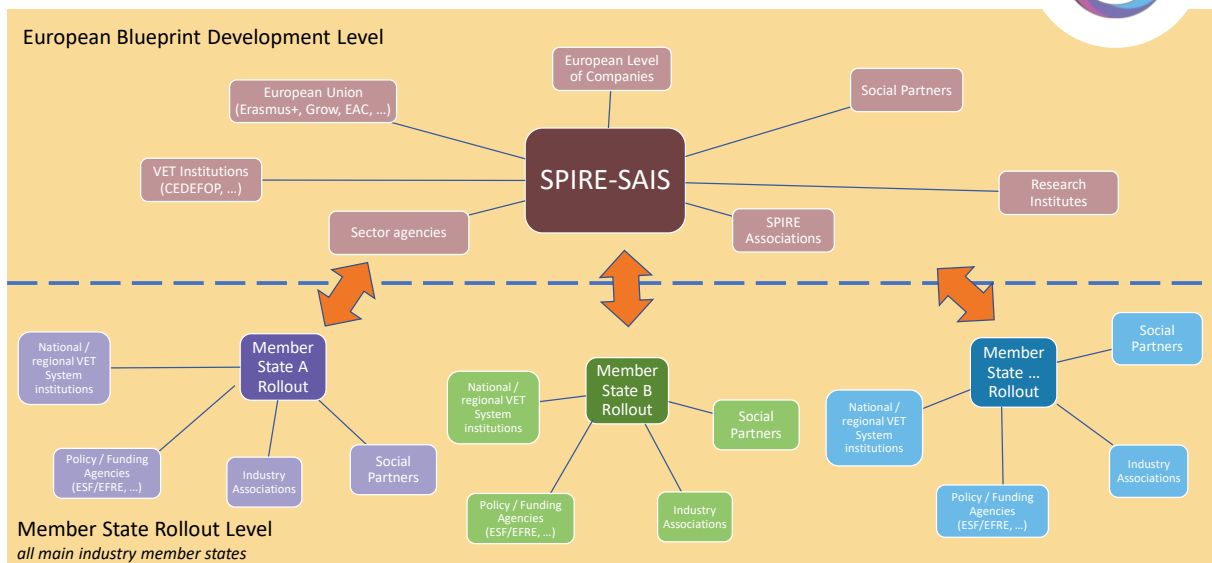 European Blueprint Development Level
European Level
of Companies
European Union
(Erasmus+, Grow, EAC, ...)
Social Partners
SPIRE-SAIS
VET Institutions
(CEDEFOP, ...)
Research
Institutes
Sector agencies
SPIRE
Associations
National /
regional VET
System
institutions
Member
State A
Rollout
Policy / Funding
Agencies
(ESF/EFRE, ...)
Industry
Associations
Social
Partners
Member
State B
Rollout
National /
regional VET
System
institutions
Social
Partners
Policy / Funding
Agencies
(ESF/EFRE, ...)
Industry
Associations
Member
State ...
Rollout
Social
Partners
National /
regional VET
System
institutions
Industry
Associations
Policy / Funding
Agencies
(ESF/EFRE, ...)
Member State Rollout Level
all main industry member states